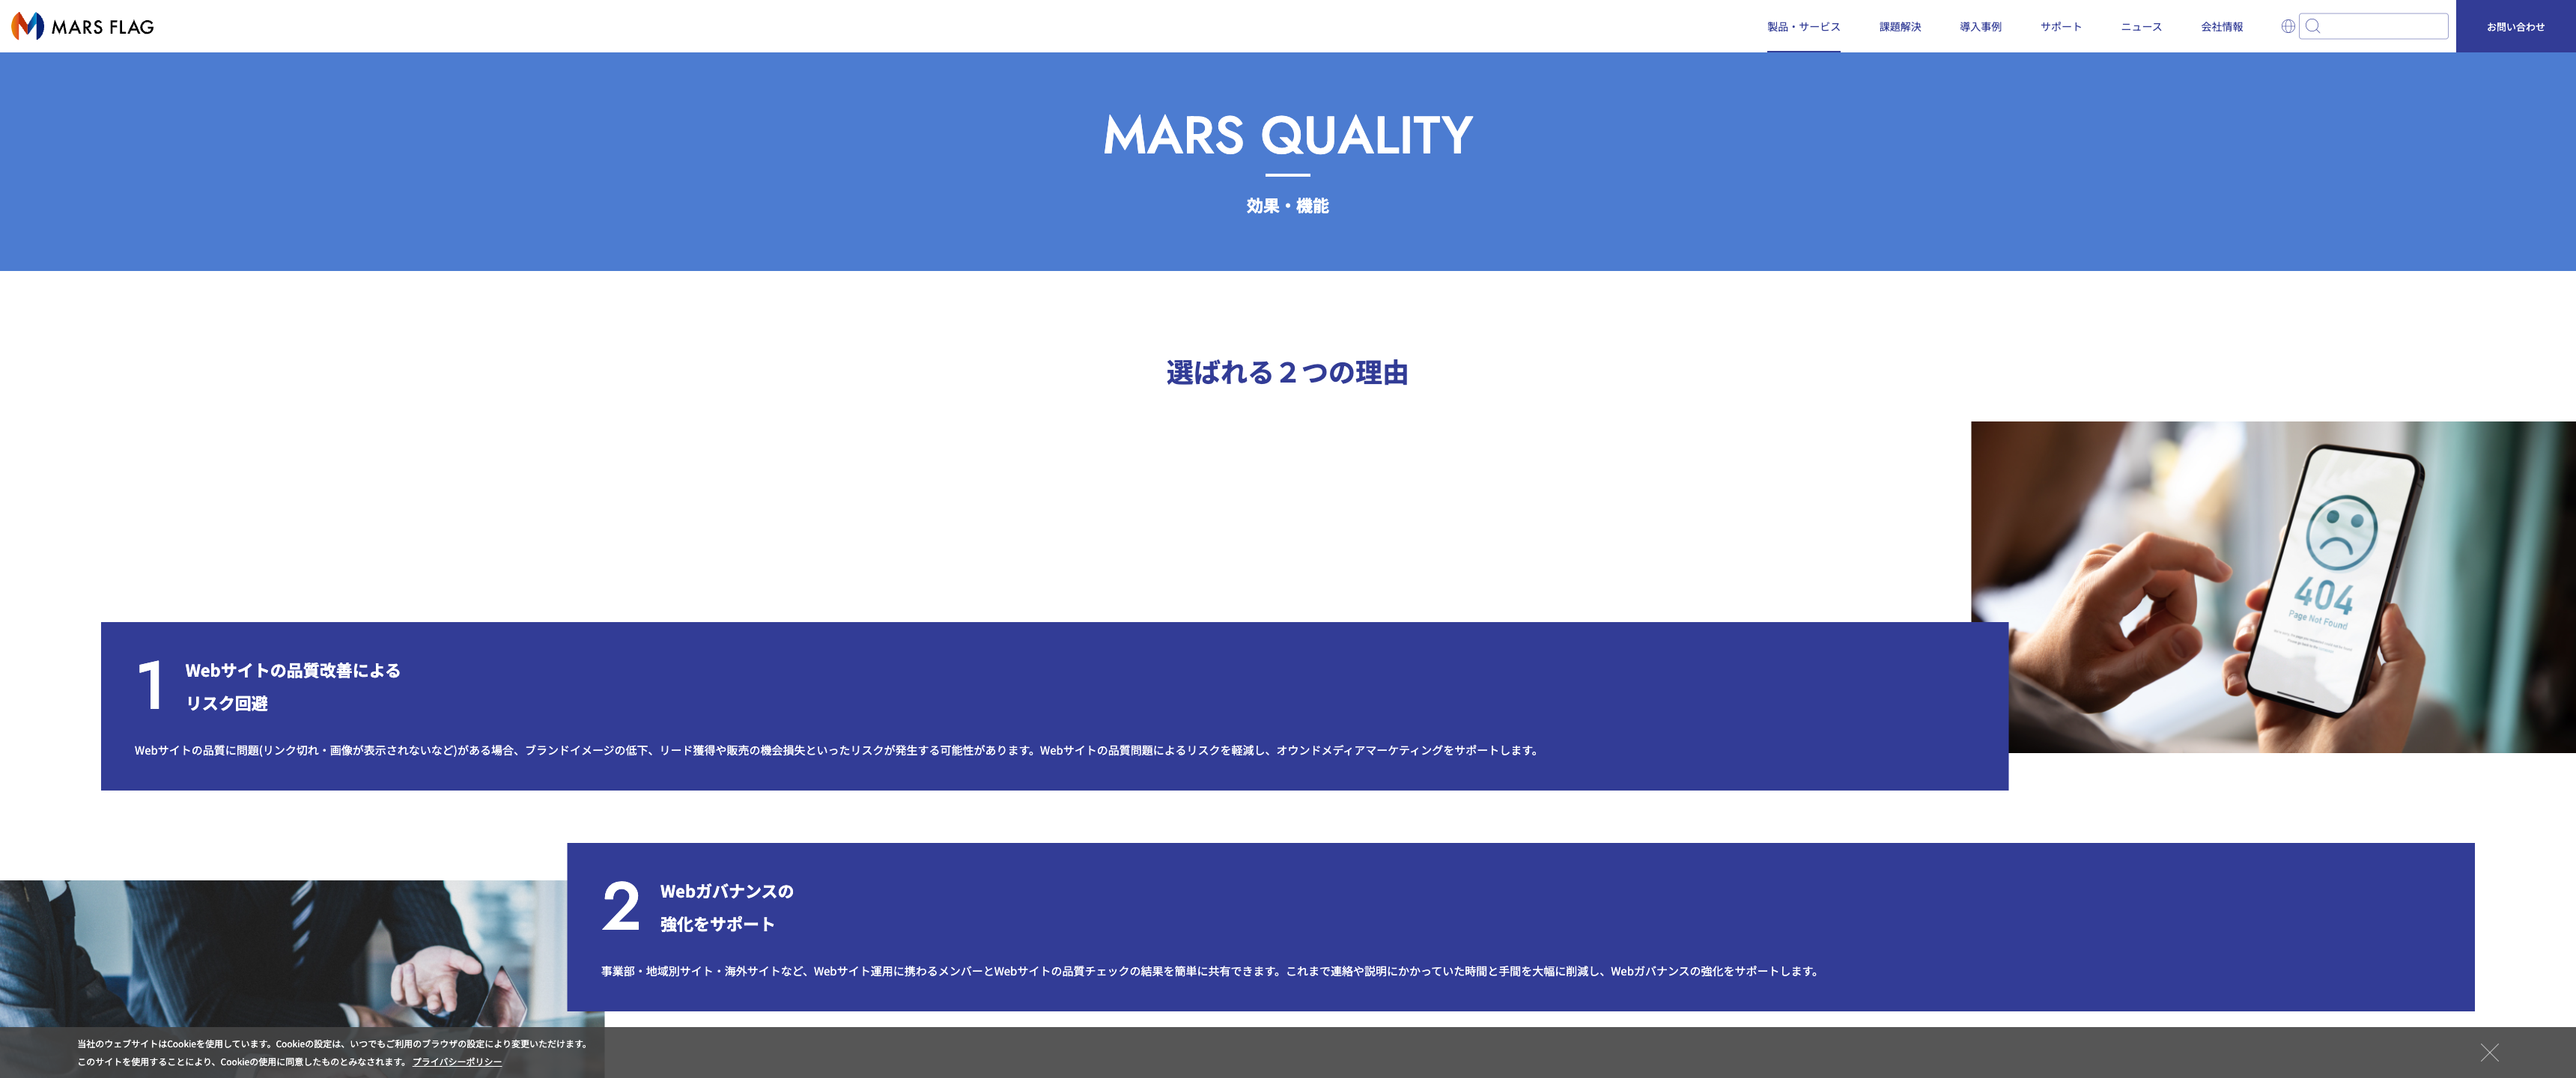 MARS FLAG
製品・サービス
課題解決
導入事例
サポート
ニュース
会社情報
お問い合わせ
MARS QUALITY
効果・機能
選ばれる２つの理由
404
Page Not Found
1
Webサイトの品質改善による
リスク回避
Webサイトの品質に問題(リンク切れ・画像が表示されないなど)がある場合、ブランドイメージの低下、リード獲得や販売の機会損失といったリスクが発生する可能性があります。Webサイトの品質問題によるリスクを軽減し、オウンドメディアマーケティングをサポートします。
2
Webガバナンスの
強化をサポート
事業部・地域別サイト・海外サイトなど、Webサイト運用に携わるメンバーとWebサイトの品質チェックの結果を簡単に共有できます。これまで連絡や説明にかかっていた時間と手間を大幅に削減し、Webガバナンスの強化をサポートします。
当社のウェブサイトはCookieを使用しています。Cookieの設定は、いつでもご利用のブラウザの設定により変更いただけます。
このサイトを使用することにより、Cookieの使用に同意したものとみなされます。 プライバシーポリシー